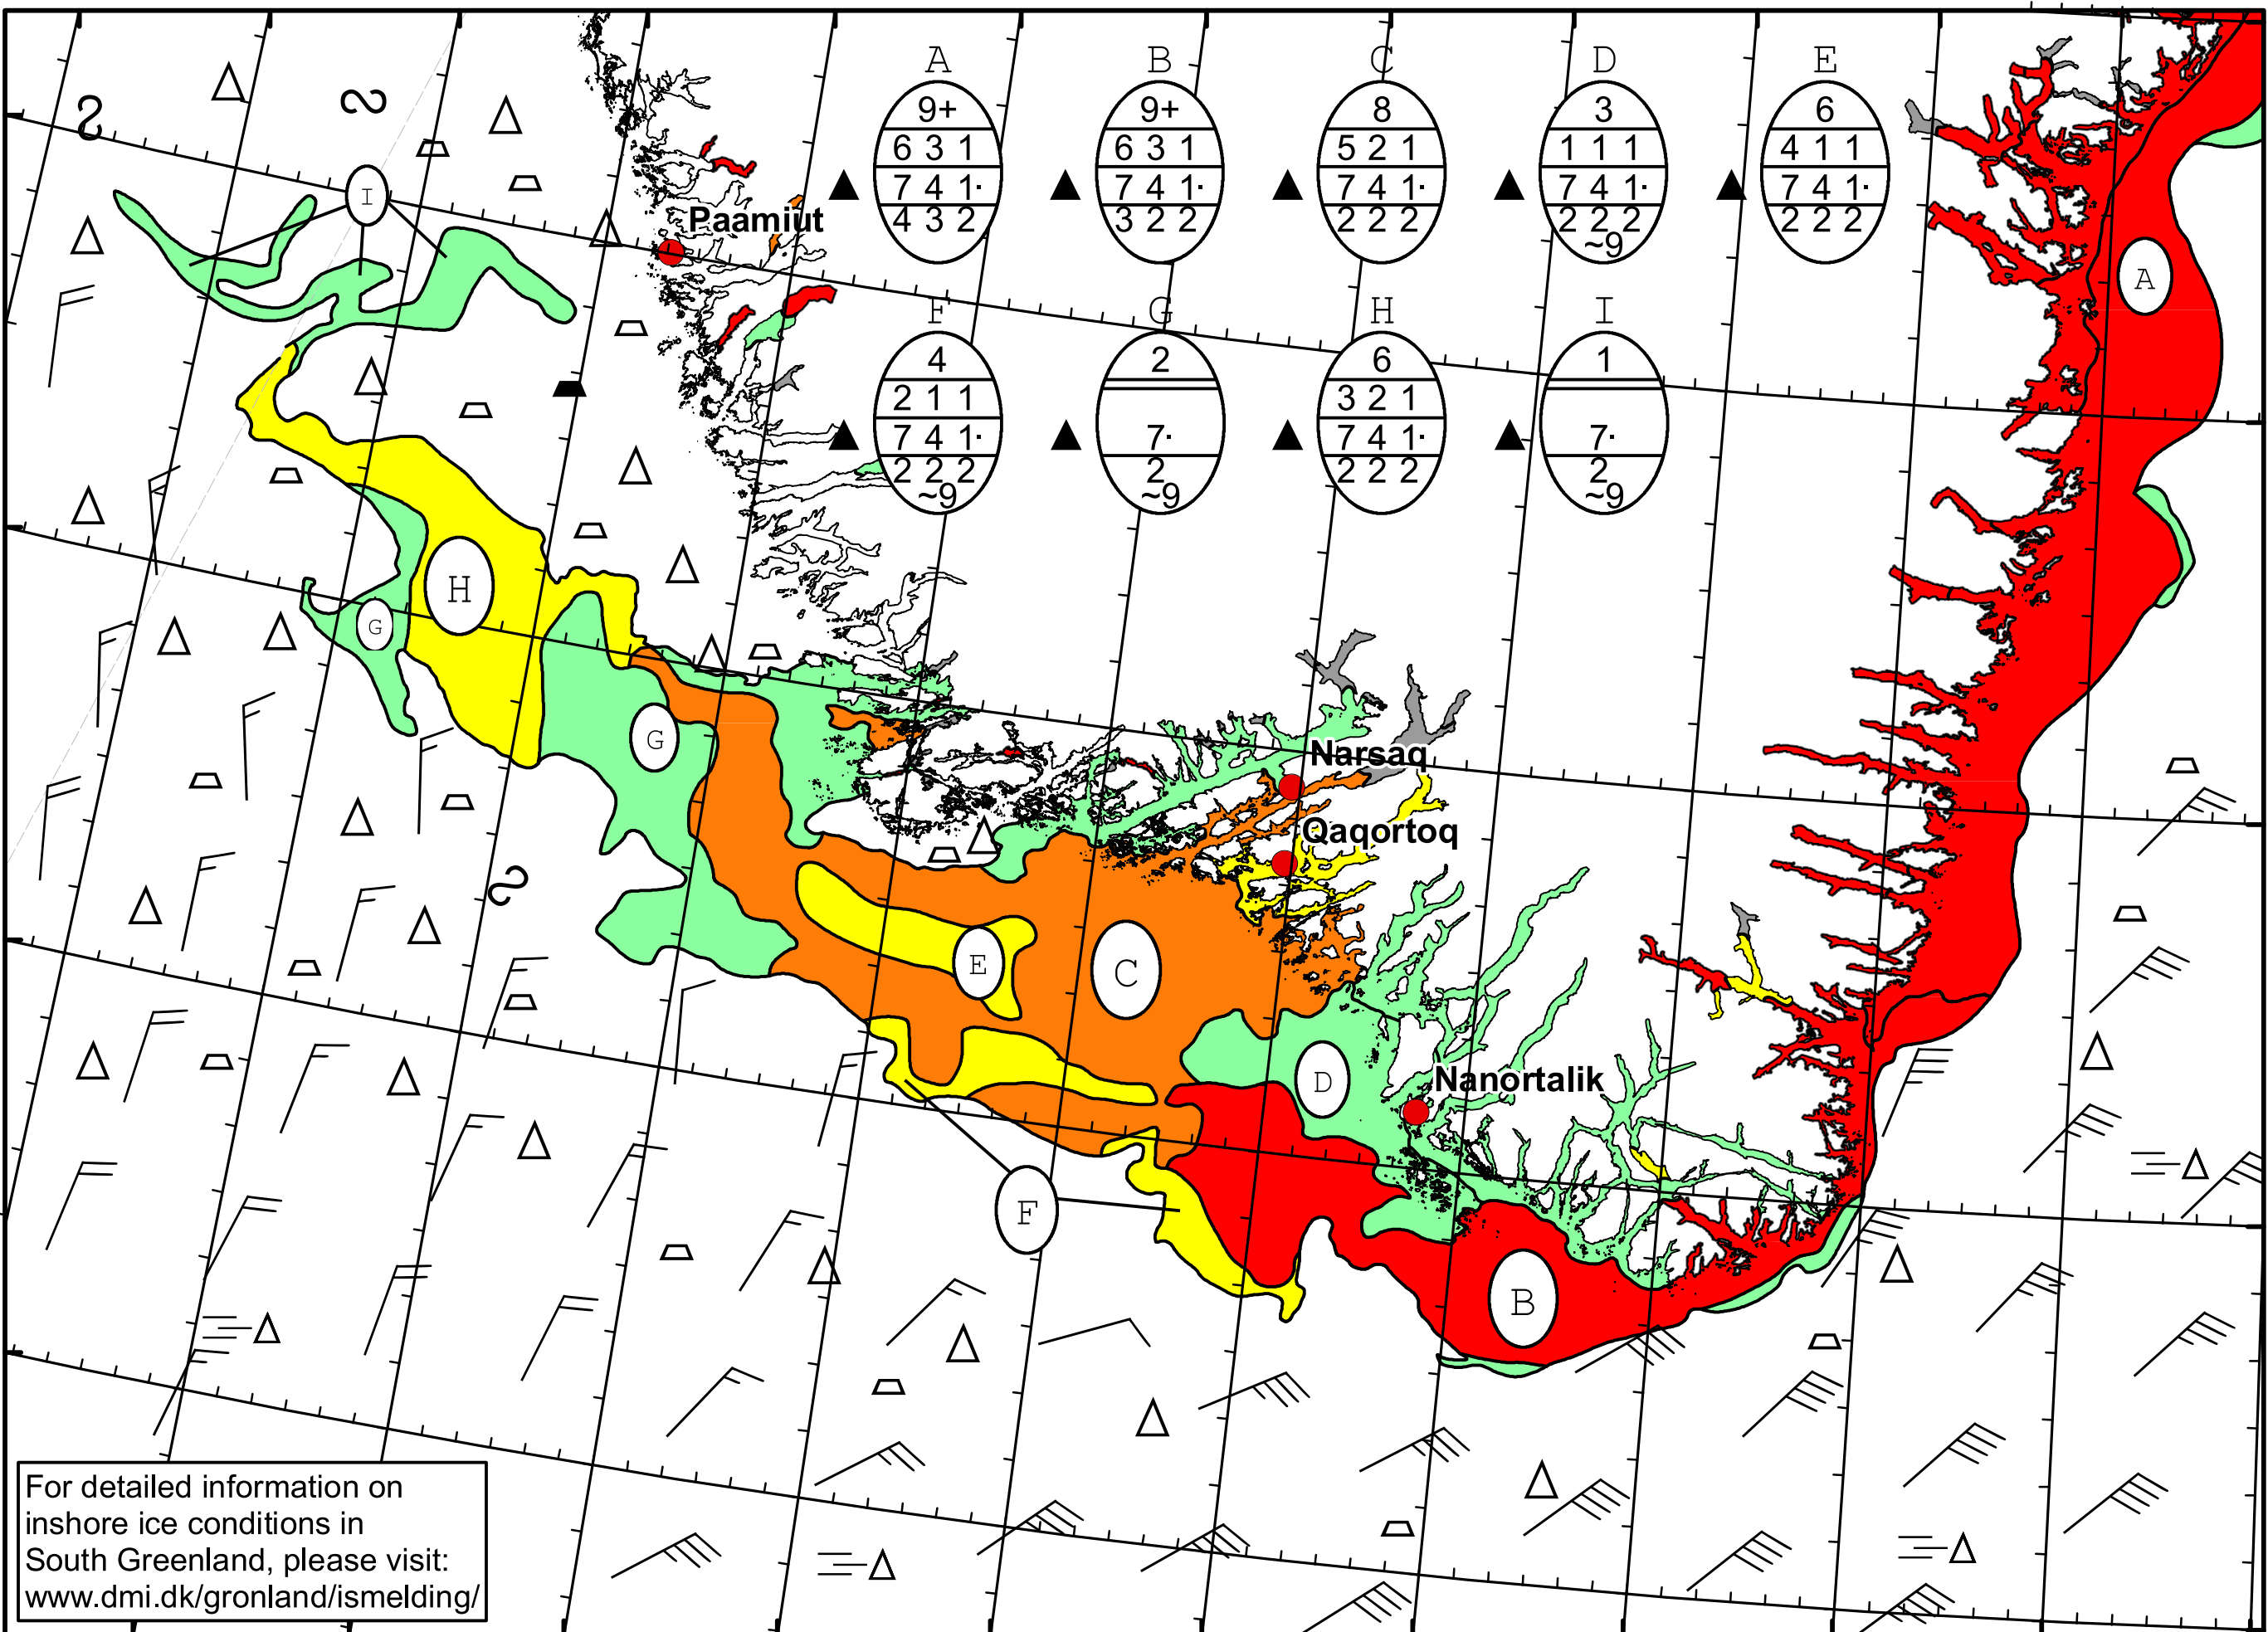 A B C D E
9+ 9+ 8 3 6
6 3 1 6 3 1 5 2 1 1 1 1 4 1 1
7 4 1· 7 4 1· 7 4 1· 7 4 1· 7 4 1·
4 3 2 3 2 2 2 2 2 2 2 2 2 2 2
~9
I
Paamiut
A
F G H I
4 2 6 1
2 1 1 3 2 1
7 4 1· 7· 7 4 1· 7·
2 2 2 2 2 2 2 2
~9 ~9 ~9
H
G
G
Narsaq
Qaqortoq
E
C
D
Nanortalik
F
B
For detailed information on
inshore ice conditions in
South Greenland, please visit:
www.dmi.dk/gronland/ismelding/